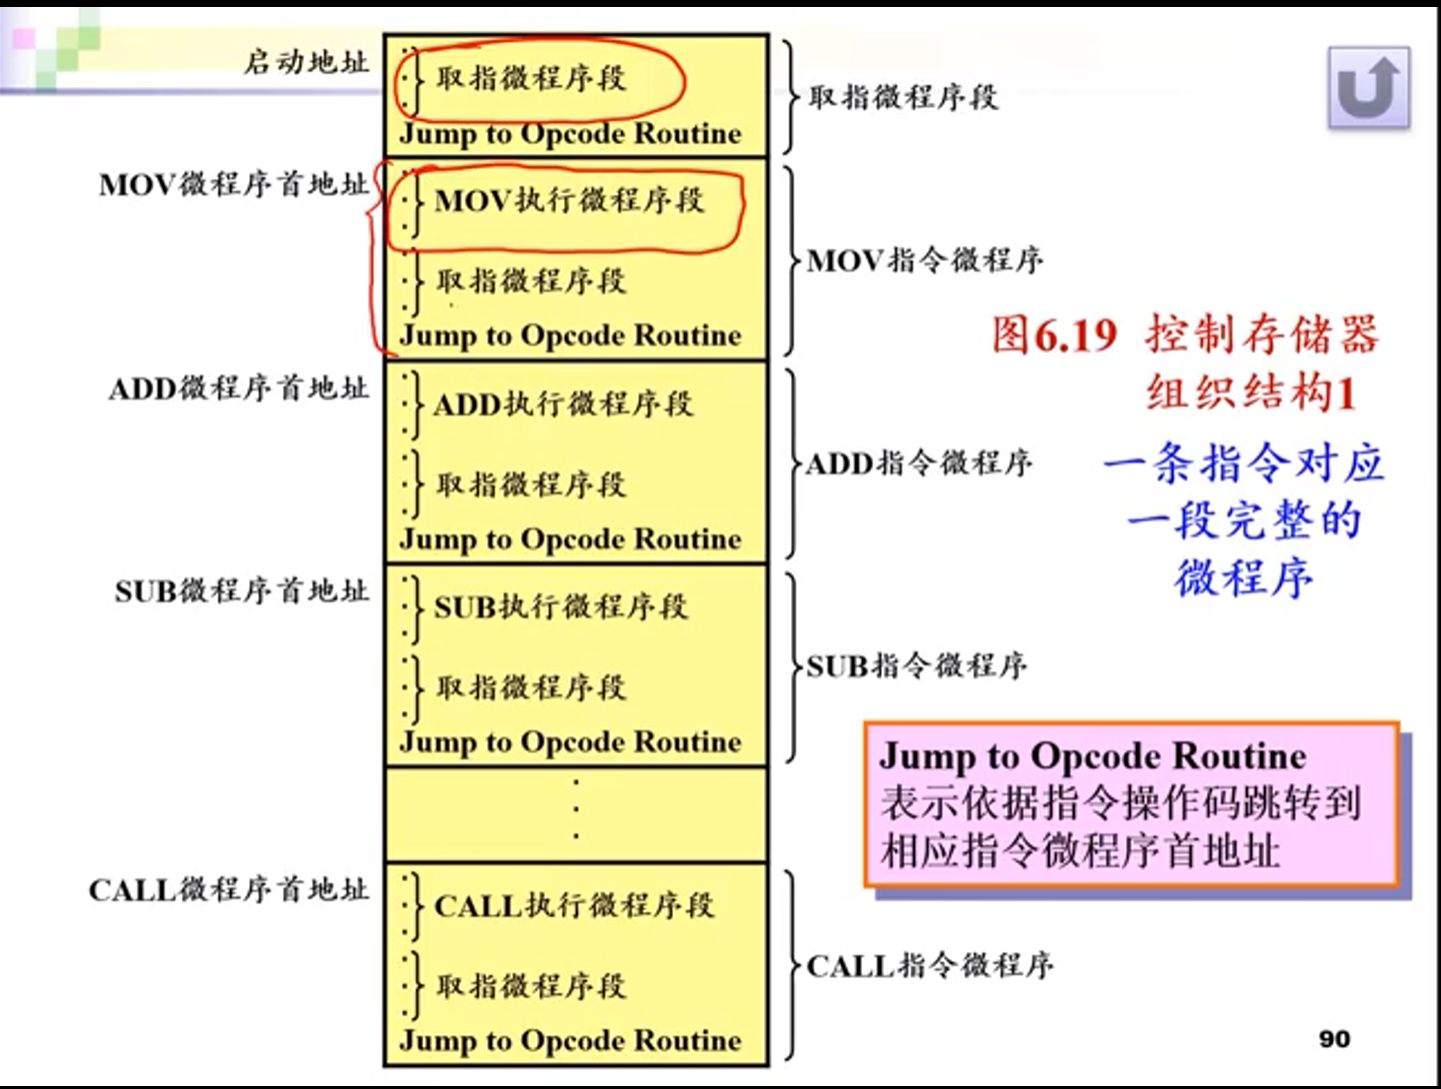 启动地址
取指微程序段
Jump to Opcode Routine
取指微程序段
MOV微程序首地址
MOV执行微程序段
取指微程序段
Jump to Opcode Routine
MOV指令微程序
图6.19 控制存储器
组织结构1
一条指令对应
一段完整的
微程序
ADD微程序首地址
ADD执行微程序段
取指微程序段
Jump to Opcode Routine
ADD指令微程序
SUB微程序首地址
SUB执行微程序段
取指微程序段
Jump to Opcode Routine
SUB指令微程序
Jump to Opcode Routine
表示依据指令操作码跳转到
相应指令微程序首地址
CALL微程序首地址
CALL执行微程序段
取指微程序段
Jump to Opcode Routine
CALL指令微程序
90